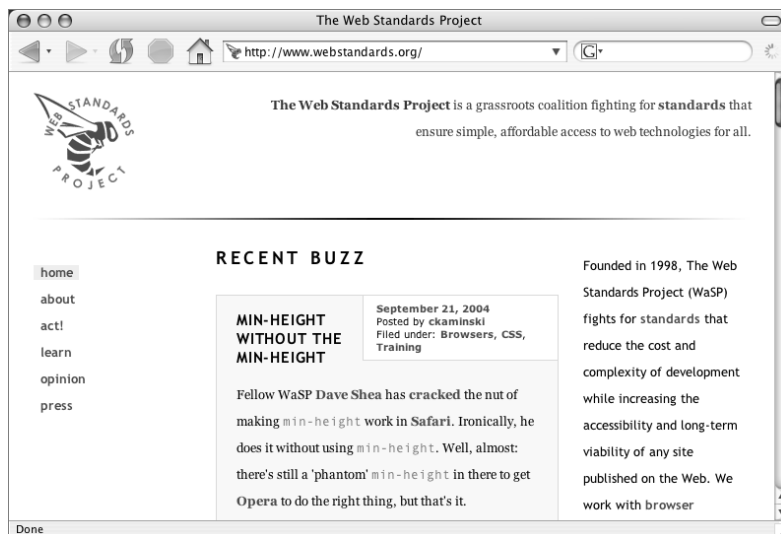 The Web Standards Project
http://www.webstandards.org/
G
WEB STANDARDS
PROJECT
The Web Standards Project is a grassroots coalition fighting for standards that
ensure simple, affordable access to web technologies for all.
home
about
act!
learn
opinion
press
RECENT BUZZ
MIN-HEIGHT
WITHOUT THE
MIN-HEIGHT
September 21, 2004
Posted by ckaminski
Filed under: Browsers, CSS,
Training
Fellow WaSP Dave Shea has cracked the nut of
making min-height work in Safari. Ironically, he
does it without using min-height. Well, almost:
there's still a 'phantom' min-height in there to get
Opera to do the right thing, but that's it.
Founded in 1998, The Web
Standards Project (WaSP)
fights for standards that
reduce the cost and
complexity of development
while increasing the
accessibility and long-term
viability of any site
published on the Web. We
work with browser
Done